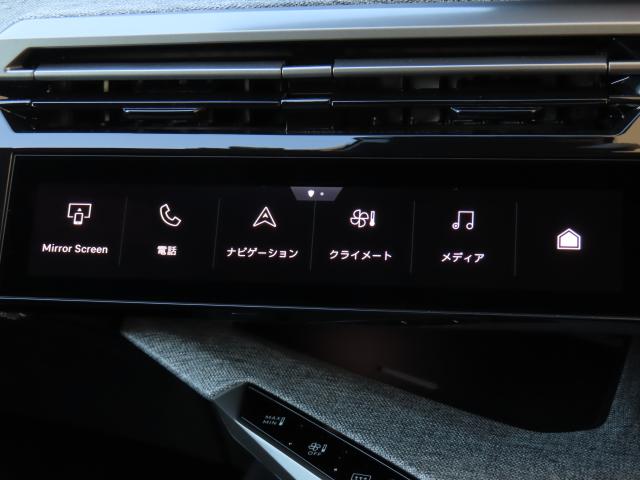 Mirror Screen
電話
ナビゲーション
クライメート
メディア
MAX
MIN
OFF